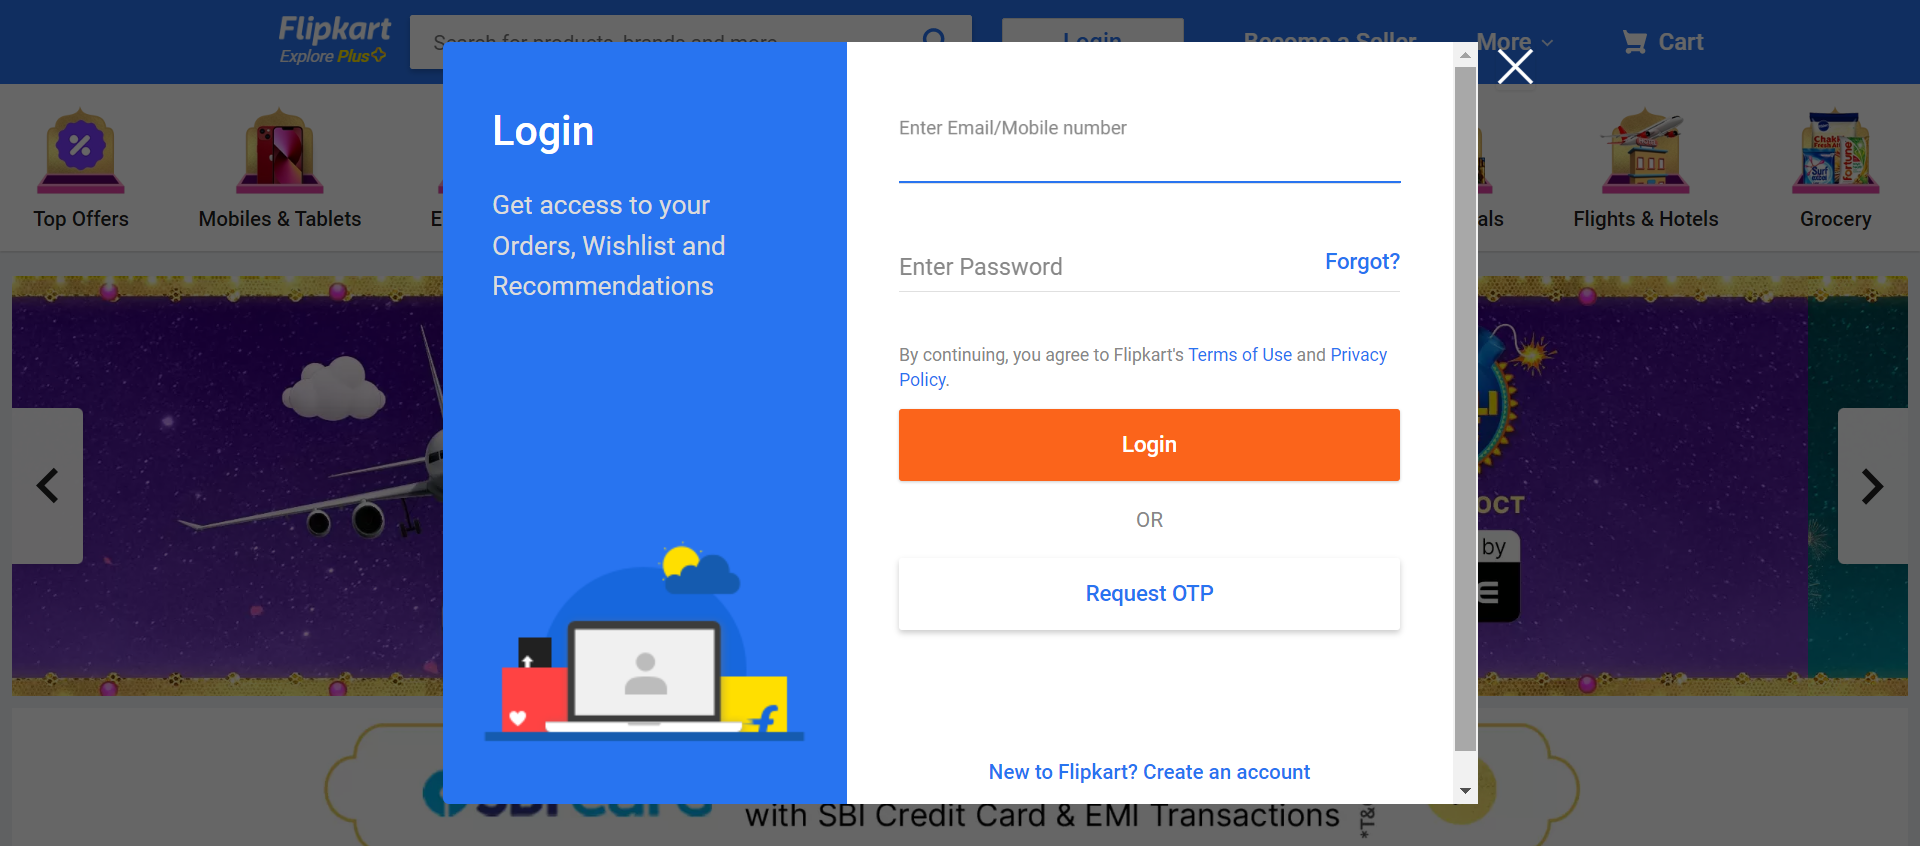 Flipkart
Explore Plus
Search for products, brands and more
Login
Become a Seller
More
Cart
Top Offers
Mobiles & Tablets
E
als
Flights & Hotels
Grocery
Login
Get access to your
Orders, Wishlist and
Recommendations
Enter Email/Mobile number
Enter Password
Forgot?
By continuing, you agree to Flipkart's Terms of Use and Privacy
Policy.
Login
OR
Request OTP
New to Flipkart? Create an account
OCT
by
SBI card
with SBI Credit Card & EMI Transactions
*T&C